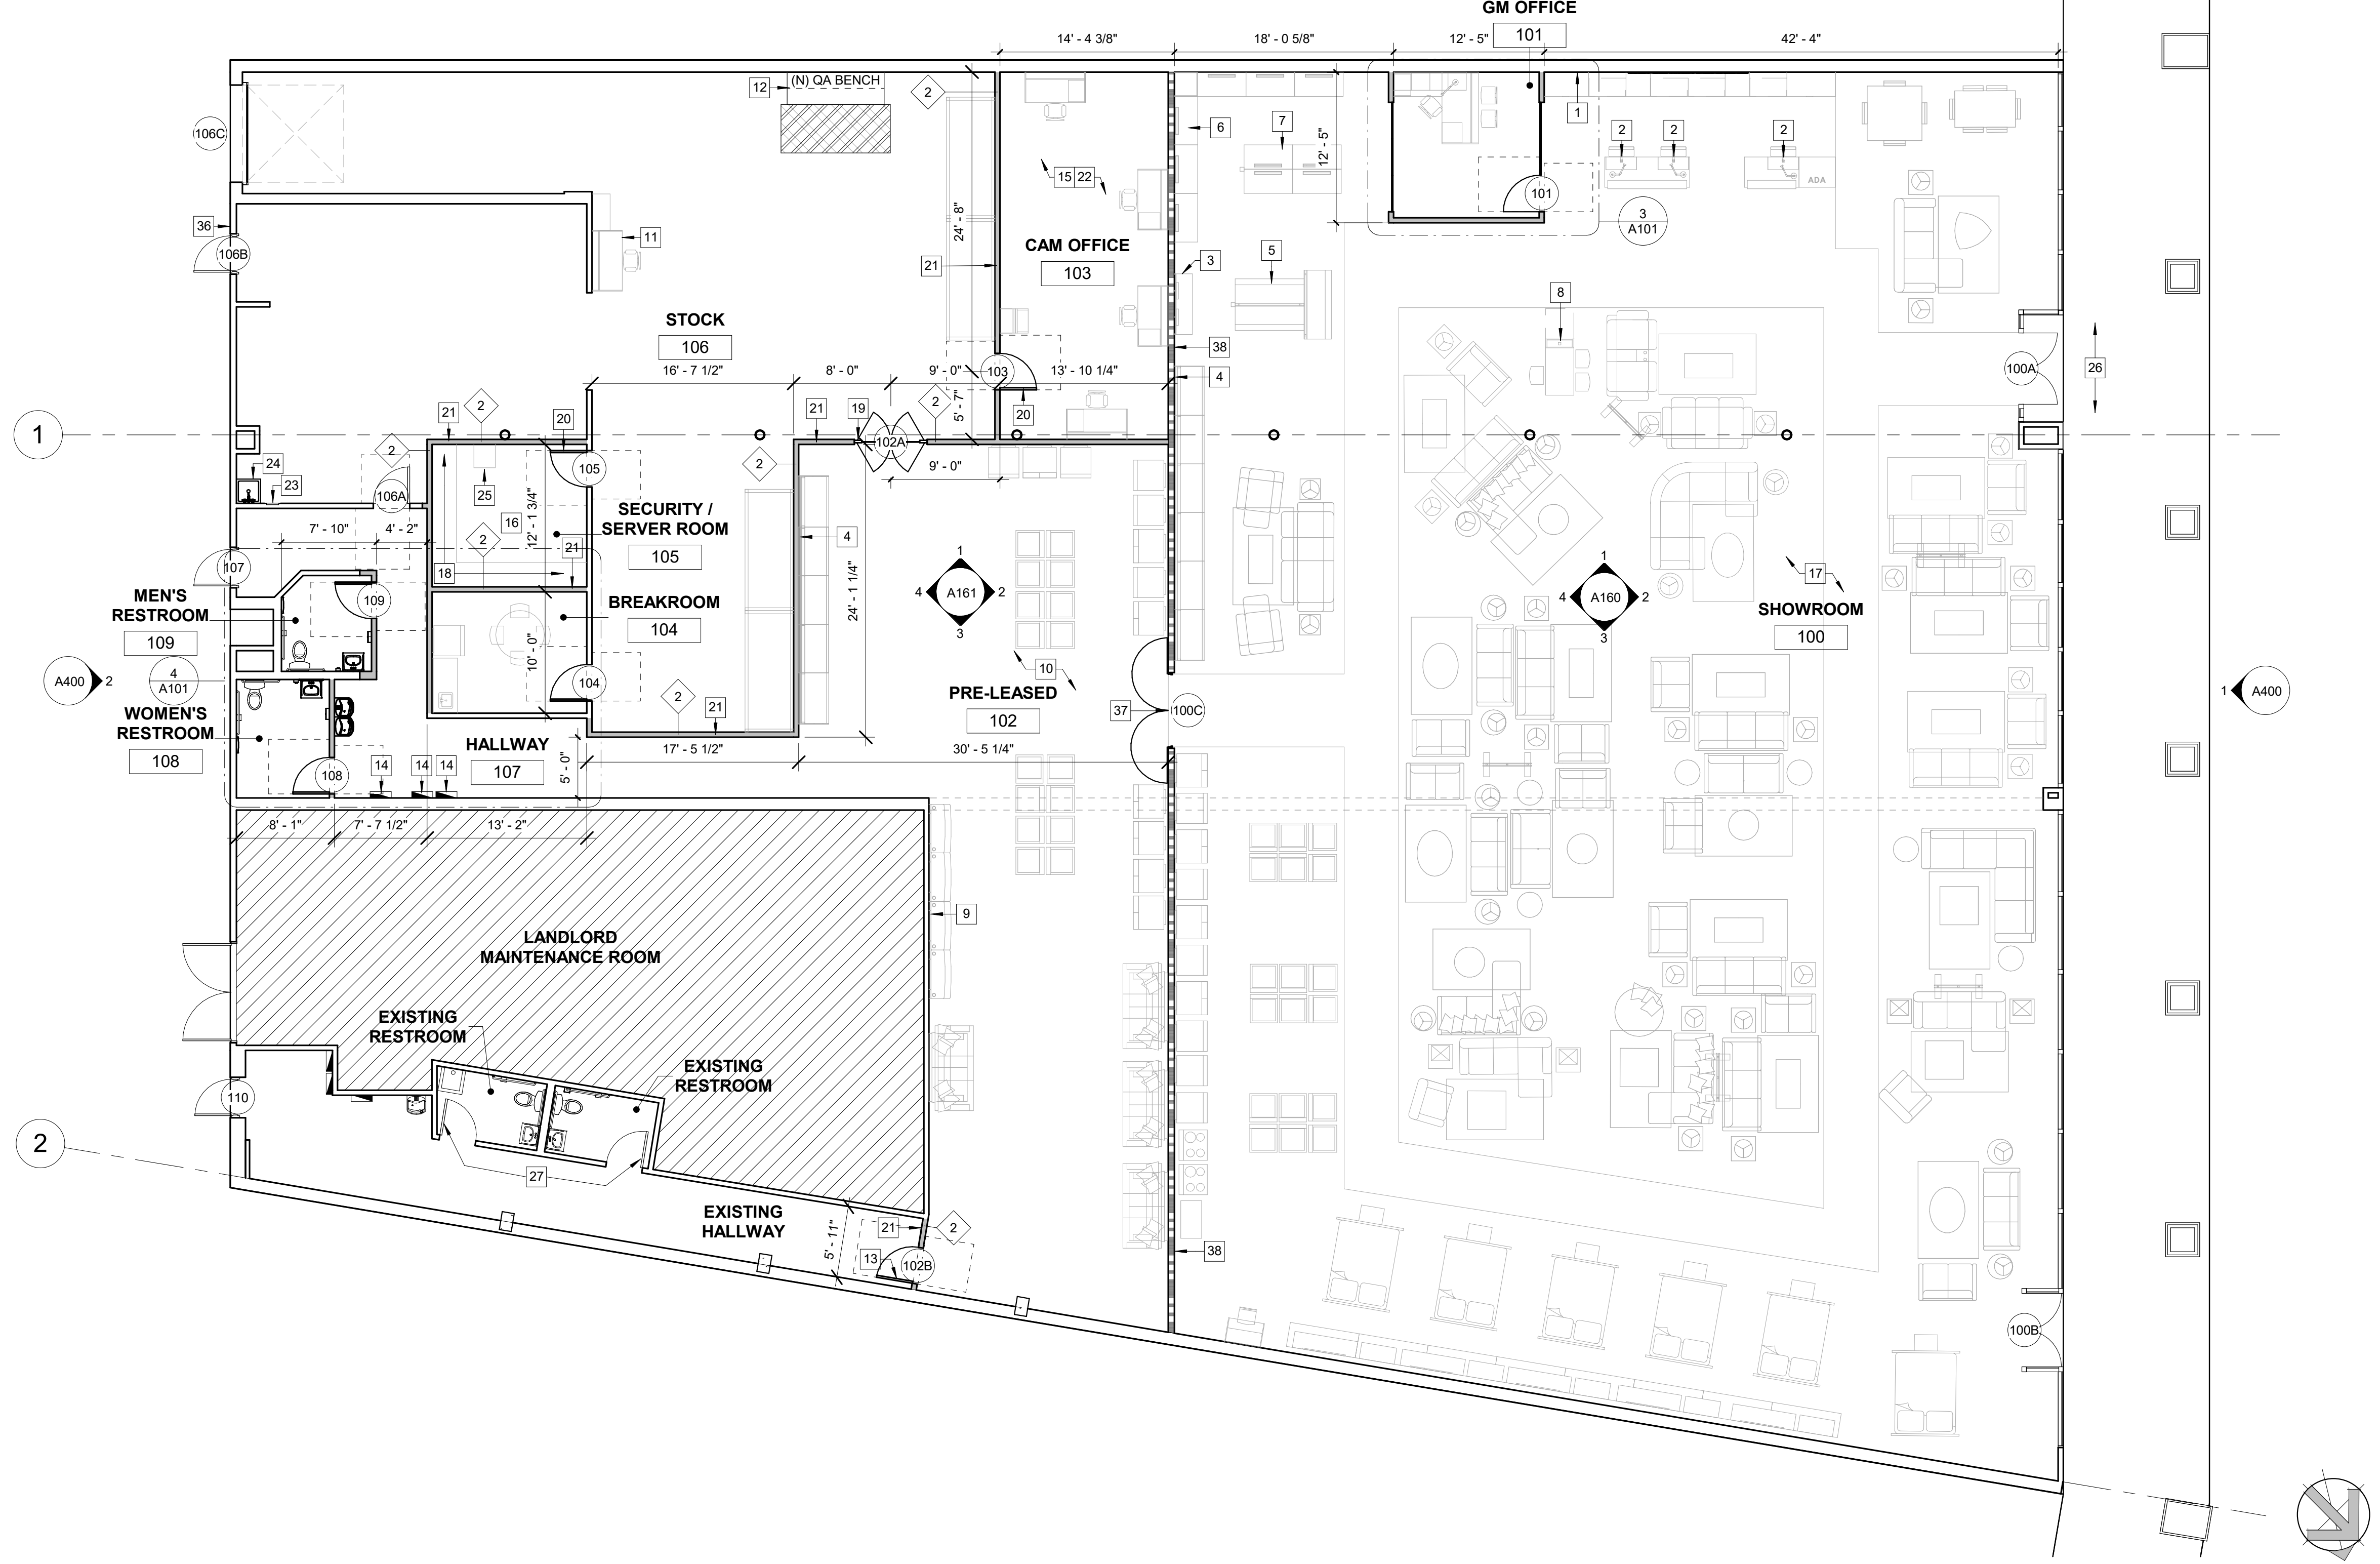 GM OFFICE
101
14' - 4 3/8"
18' - 0 5/8"
12' - 5"
42' - 4"
(N) QA BENCH
12
2
106C
15
22
6
7
12' - 5"
1
2
2
2
ADA
101
3
A101
36
106B
11
24' - 8"
21
CAM OFFICE
103
3
5
8
STOCK
106
38
26
100A
16' - 7 1/2"
8' - 0"
9' - 0"
103
13' - 10 1/4"
4
20
5' - 7"
1
21
2
20
21
19
2
102A
2
2
9' - 0"
105
24
23
106A
25
16
12' - 1 3/4"
SECURITY /
SERVER ROOM
105
4
7' - 10"
4' - 2"
2
21
107
18
24' - 1 1/4"
1
4
A161
2
3
1
4
A160
2
3
17
SHOWROOM
100
MEN'S
RESTROOM
109
109
BREAKROOM
104
10' - 0"
10
A400
2
4
A101
104
2
21
PRE-LEASED
102
37
100C
1
A400
WOMEN'S
RESTROOM
108
108
14
14
14
HALLWAY
107
5' - 0"
17' - 5 1/2"
30' - 5 1/4"
8' - 1"
7' - 7 1/2"
13' - 2"
9
LANDLORD
MAINTENANCE ROOM
EXISTING
RESTROOM
EXISTING
RESTROOM
110
2
27
EXISTING
HALLWAY
5' - 11"
21
2
13
102B
38
100B